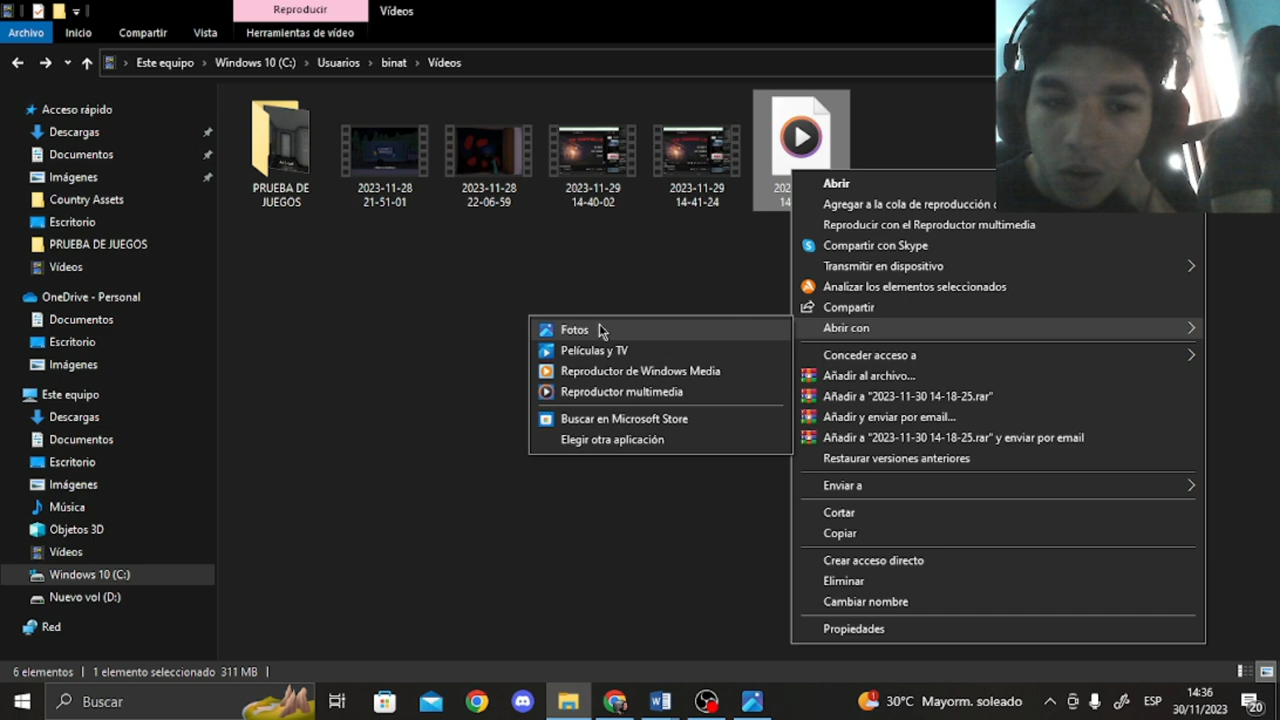 Reproducir
Vídeos
Archivo
Inicio
Compartir
Vista
Herramientas de vídeo
Este equipo
Windows 10 (C:)
Usuarios
binat
Vídeos
Acceso rápido
Descargas
Documentos
Imágenes
Country Assets
Escritorio
PRUEBA DE JUEGOS
Vídeos
OneDrive - Personal
Documentos
Escritorio
Imágenes
Este equipo
Descargas
Documentos
Escritorio
Imágenes
Música
Objetos 3D
Vídeos
Windows 10 (C:)
Nuevo vol (D:)
Red
PRUEBA DE
JUEGOS
2023-11-28
21-51-01
2023-11-28
22-06-59
2023-11-29
14-40-02
2023-11-29
14-41-24
202
14
Abrir
Agregar a la cola de reproducción
Reproducir con el Reproductor multimedia
Compartir con Skype
Transmitir en dispositivo
Analizar los elementos seleccionados
Compartir
Abrir con
Conceder acceso a
Añadir al archivo...
Añadir a "2023-11-30 14-18-25.rar"
Añadir y enviar por email...
Añadir a "2023-11-30 14-18-25.rar" y enviar por email
Restaurar versiones anteriores
Enviar a
Cortar
Copiar
Crear acceso directo
Eliminar
Cambiar nombre
Propiedades
Fotos
Películas y TV
Reproductor de Windows Media
Reproductor multimedia
Buscar en Microsoft Store
Elegir otra aplicación
6 elementos
1 elemento seleccionado 311 MB
Buscar
1
30°C Mayorm. soleado
ESP
14:36
30/11/2023
20